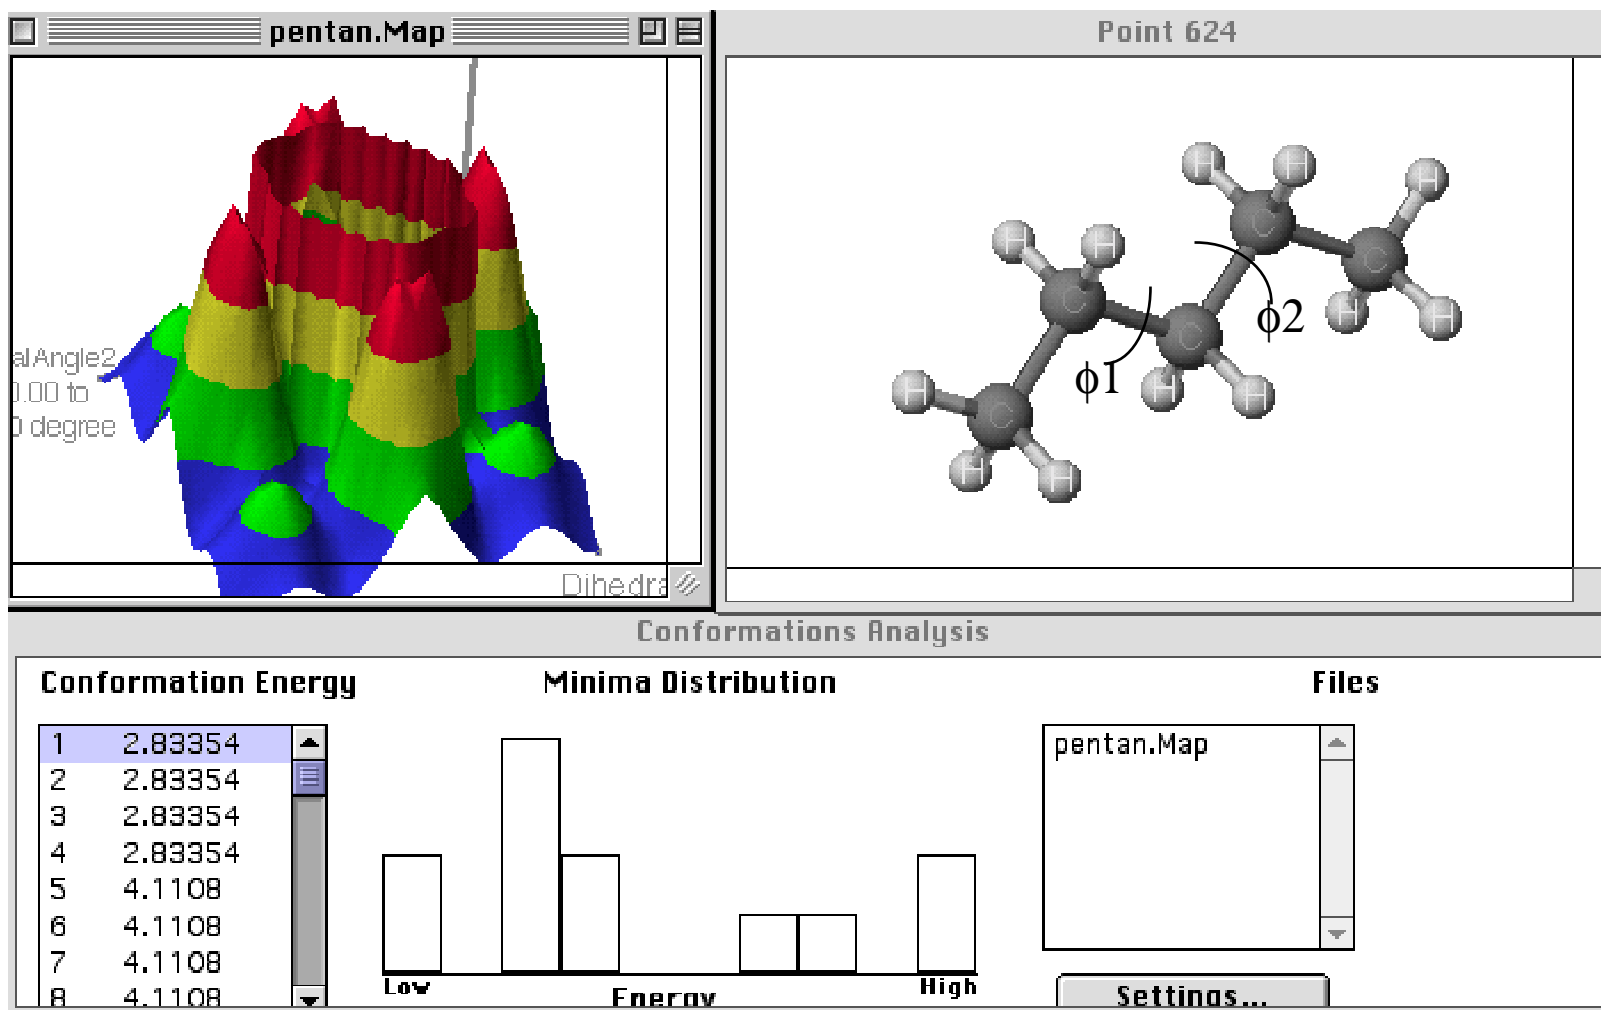 pentan.Map
Point 624
H H H
H H C C
C C H H
alAngle2
0.00 to
0 degree
ϕ1 ϕ2
H C H H
H H
Dihedra
Conformations Analysis
Conformation Energy
Minima Distribution
Files
1 2.83354
2 2.83354
3 2.83354
4 2.83354
5 4.1108
6 4.1108
7 4.1108
8 4.1108
Low
High
Energy
pentan.Map
Settings...